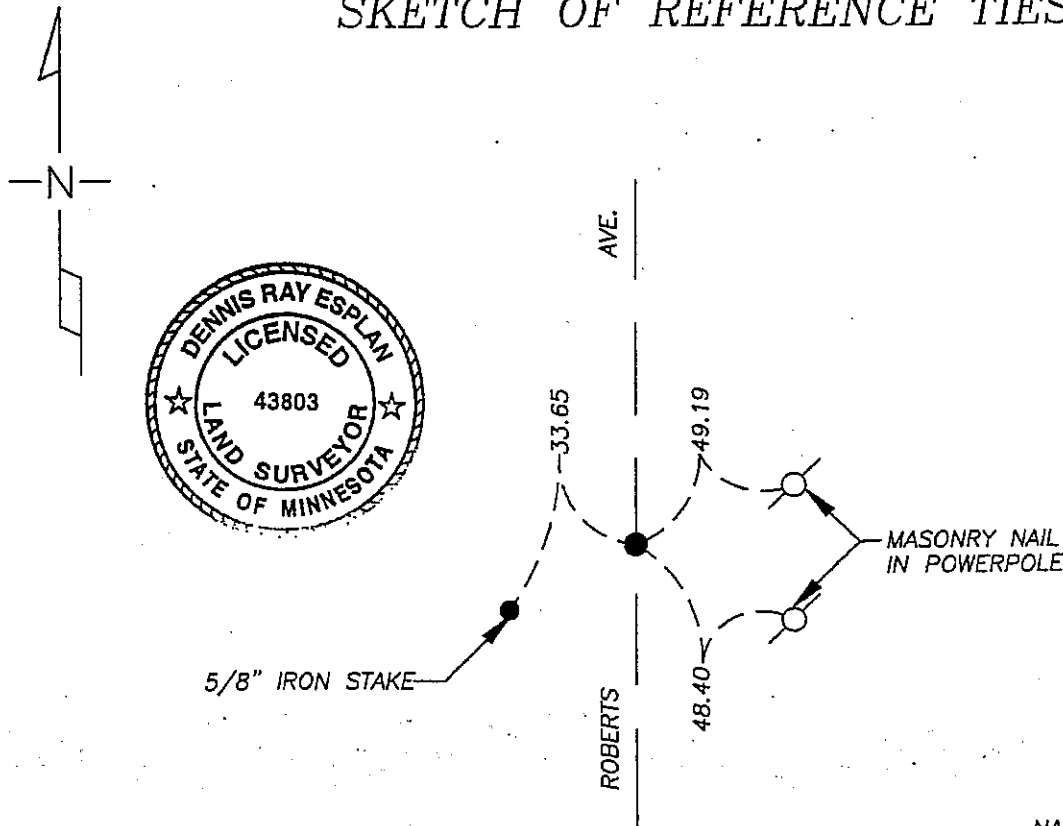 SKETCH OF REFERENCE TIES
N
AVE.
DENNIS RAY ESPLAN
LICENSED
43803
LAND SURVEYOR
STATE OF MINNESOTA
33.65
49.19
MASONRY NAIL
IN POWERPOLE
5/8" IRON STAKE
48.40
ROBERTS
NA